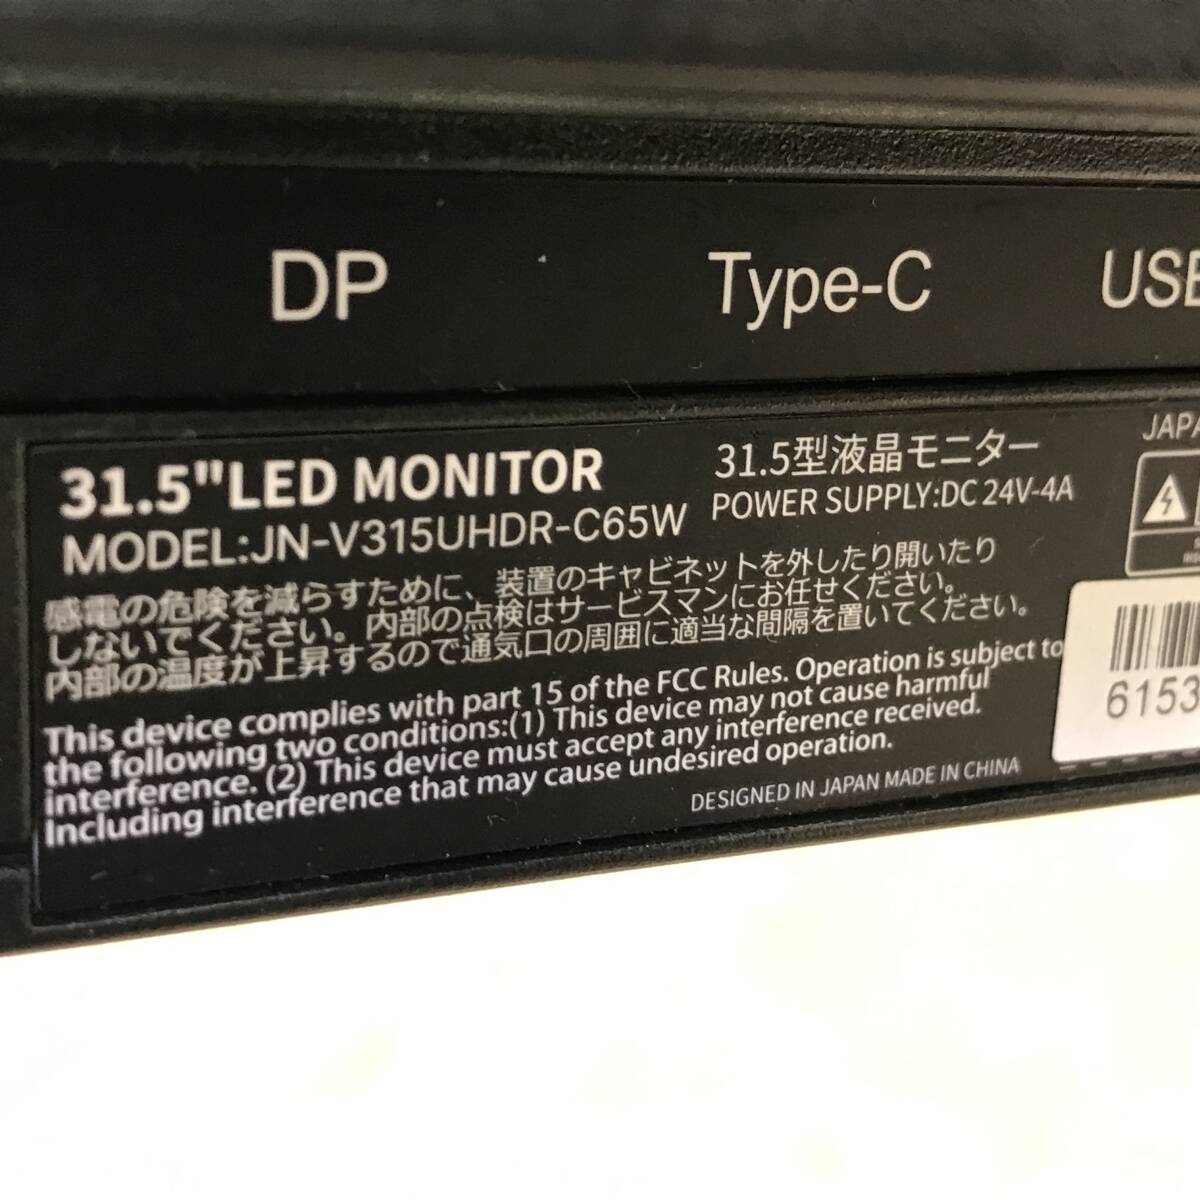 DP Type-C USB
31.5"LED MONITOR 31.5型液晶モニター
MODEL:JN-V315UHDR-C65W POWER SUPPLY:DC 24V-4A
感電の危険を減らすために、装置のキャビネットを外したり開いたり
しないでください。内部の点検はサービスマンにお任せください。
内部の温度が上昇するので通気口の周囲に適当な間隔を置いてください。
This device complies with part 15 of the FCC Rules. Operation is subject to
the following two conditions:(1) This device may not cause harmful
interference. (2) This device must accept any interference received.
Including interference that may cause undesired operation.
DESIGNED IN JAPAN MADE IN CHINA
JAPA
6153